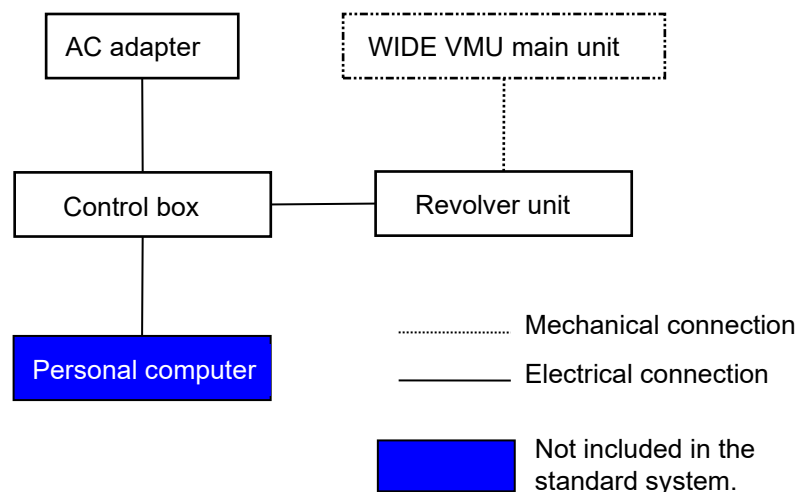 AC adapter
WIDE VMU main unit
Control box
Revolver unit
Personal computer
Mechanical connection
Electrical connection
Not included in the
standard system.